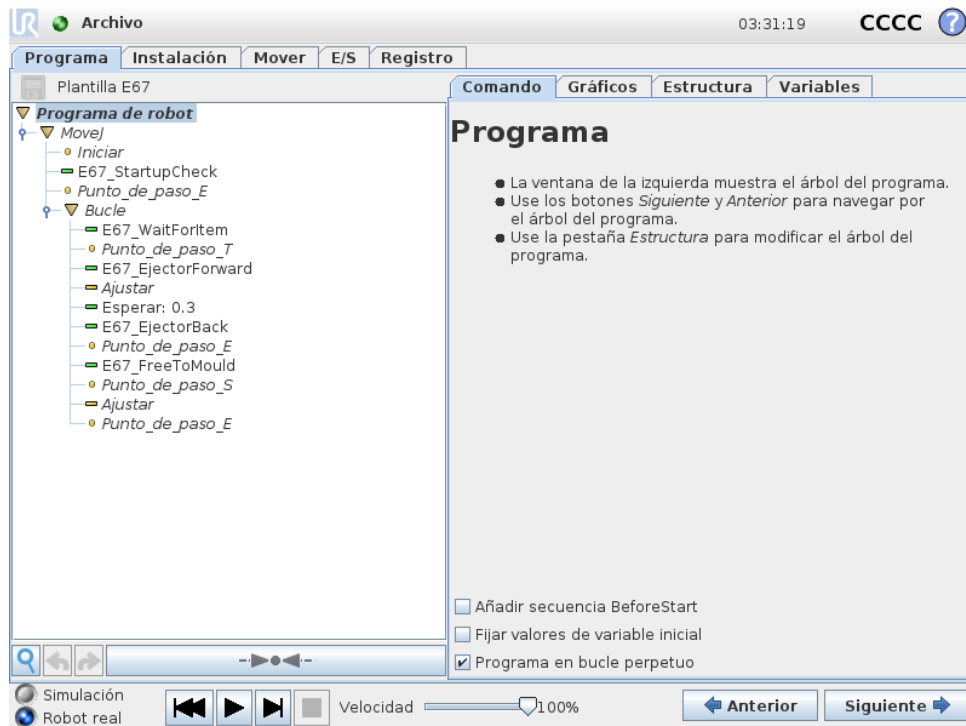 UR Archivo 03:31:19 CCCC ?
Programa Instalación Mover E/S Registro
Plantilla E67
Comando Gráficos Estructura Variables
Programa de robot
MoveJ
Iniciar
E67_StartupCheck
Punto_de_paso_E
Bucle
E67_WaitForItem
Punto_de_paso_T
E67_EjectorForward
Ajustar
Esperar: 0.3
E67_EjectorBack
Punto_de_paso_E
E67_FreeToMould
Punto_de_paso_S
Ajustar
Punto_de_paso_E
Programa
La ventana de la izquierda muestra el árbol del programa.
Use los botones Siguiente y Anterior para navegar por
el árbol del programa.
Use la pestaña Estructura para modificar el árbol del
programa.
Añadir secuencia BeforeStart
Fijar valores de variable inicial
Programa en bucle perpetuo
Simulación
Robot real
Velocidad 100%
Anterior Siguiente